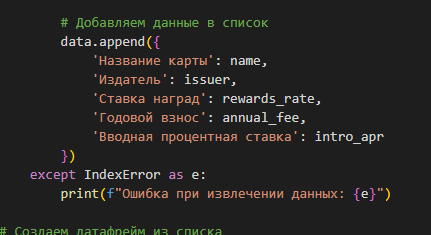 # Добавляем данные в список
data.append({
'Название карты': name,
'Издатель': issuer,
'Ставка наград': rewards_rate,
'Годовой взнос': annual_fee,
'Вводная процентная ставка': intro_apr
})
except IndexError as e:
print(f"Ошибка при извлечении данных: {e}")
# Создаем датафрейм из списка